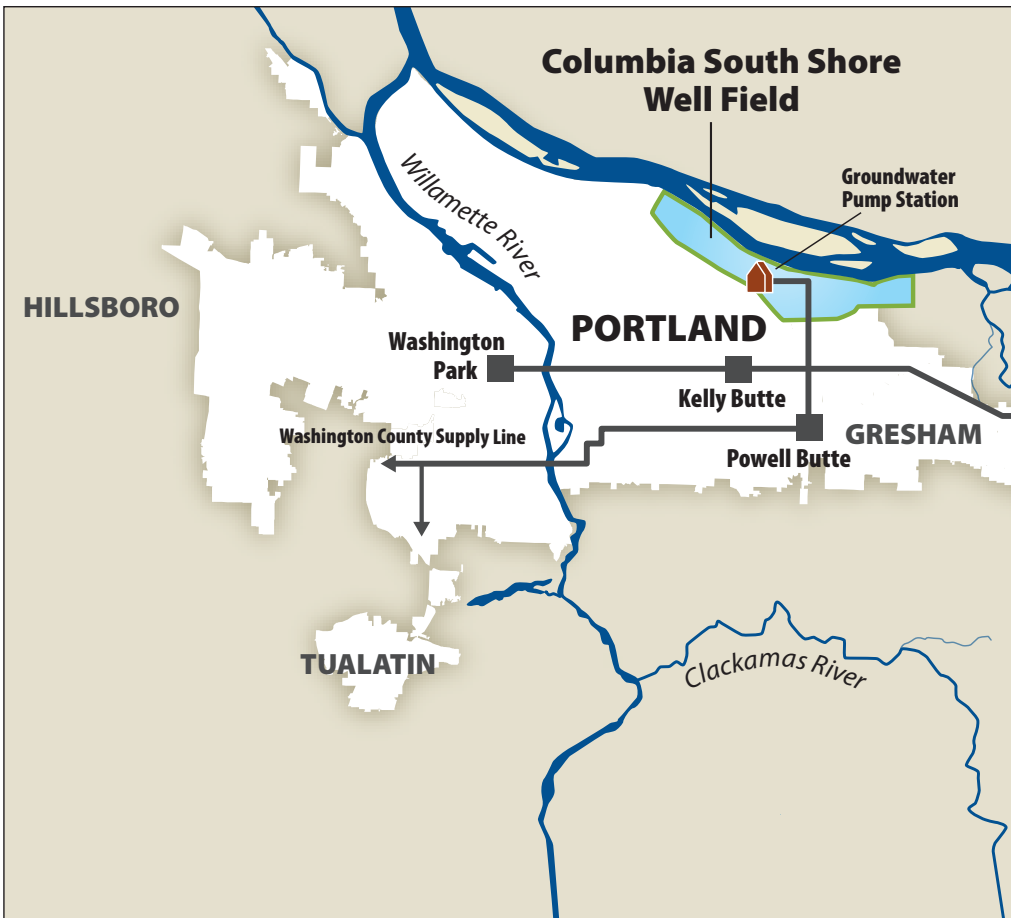 Columbia South Shore
Well Field
Groundwater
Pump Station
Willamette River
HILLSBORO
PORTLAND
Washington
Park
Kelly Butte
Washington County Supply Line
GRESHAM
Powell Butte
TUALATIN
Clackamas River